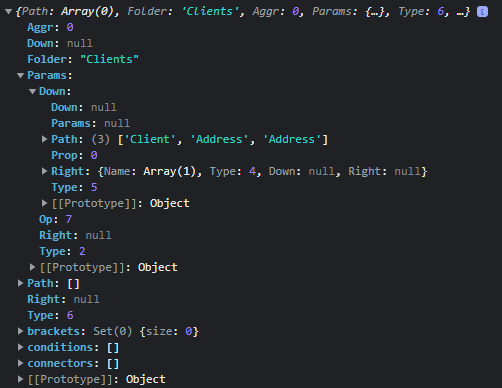 ▼{Path: Array(0), Folder: 'Clients', Aggr: 0, Params: {…}, Type: 6, …} i
Aggr: 0
Down: null
Folder: "Clients"
▼Params:
▼Down:
Down: null
Params: null
▶Path: (3) ['Client', 'Address', 'Address']
Prop: 0
▶Right: {Name: Array(1), Type: 4, Down: null, Right: null}
Type: 5
▶[[Prototype]]: Object
Op: 7
Right: null
Type: 2
▶[[Prototype]]: Object
▶Path: []
Right: null
Type: 6
▶brackets: Set(0) {size: 0}
▶conditions: []
▶connectors: []
▶[[Prototype]]: Object